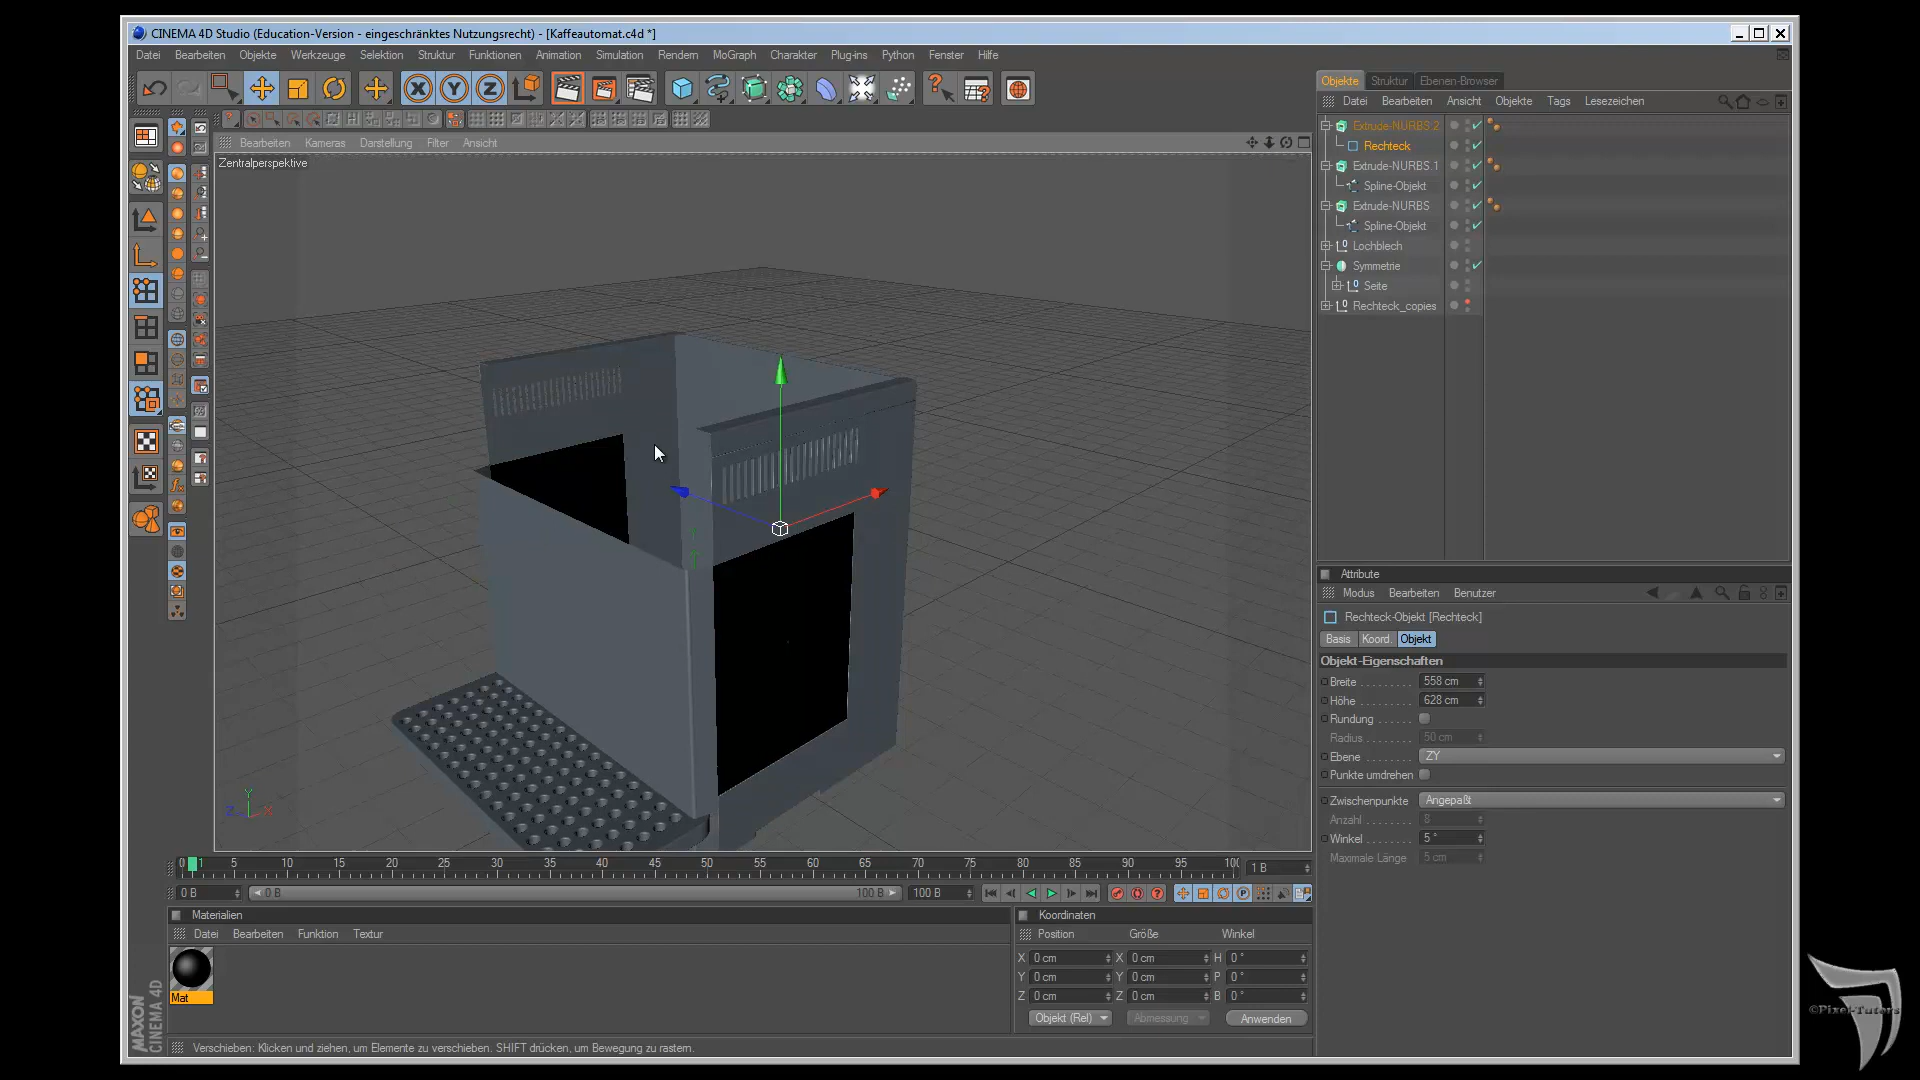 CINEMA 4D Studio (Education-Version - eingeschränktes Nutzungsrecht) - [Kaffeautomat.c4d *]
Datei Bearbeiten Objekte Werkzeuge Selektion Struktur Funktionen Animation Simulation Rendern MoGraph Charakter Plug-ins Python Fenster Hilfe
X Y Z
Bearbeiten Kameras Darstellung Filter Ansicht
Zentralperspektive
Y
Z X
Objekte Struktur Ebenen-Browser
Datei Bearbeiten Ansicht Objekte Tags Lesezeichen
Extrude-NURBS.2
Rechteck
Extrude-NURBS.1
Spline-Objekt
Extrude-NURBS
Spline-Objekt
Lochblech
Symmetrie
Seite
Rechteck_copies
Attribute
Modus Bearbeiten Benutzer
Rechteck-Objekt [Rechteck]
Basis Koord. Objekt
Objekt-Eigenschaften
Breite 558 cm
Höhe 628 cm
Rundung
Radius 50 cm
Ebene ZY
Punkte umdrehen
Zwischenpunkte Angepaßt
Anzahl 8
Winkel 5 °
Maximale Länge 5 cm
0 1 5 10 15 20 25 30 35 40 45 50 55 60 65 70 75 80 85 90 95 100 1 B
0 B 0 B 100 B 100 B
Materialien
Datei Bearbeiten Funktion Textur
Mat
Koordinaten
Position Größe Winkel
X 0 cm X 0 cm H 0 °
Y 0 cm Y 0 cm P 0 °
Z 0 cm Z 0 cm B 0 °
Objekt (Rel) Abmessung Anwenden
MAXON
CINEMA 4D
Verschieben: Klicken und ziehen, um Elemente zu verschieben. SHIFT drücken, um Bewegung zu rastern.
©Pixel-Tutors